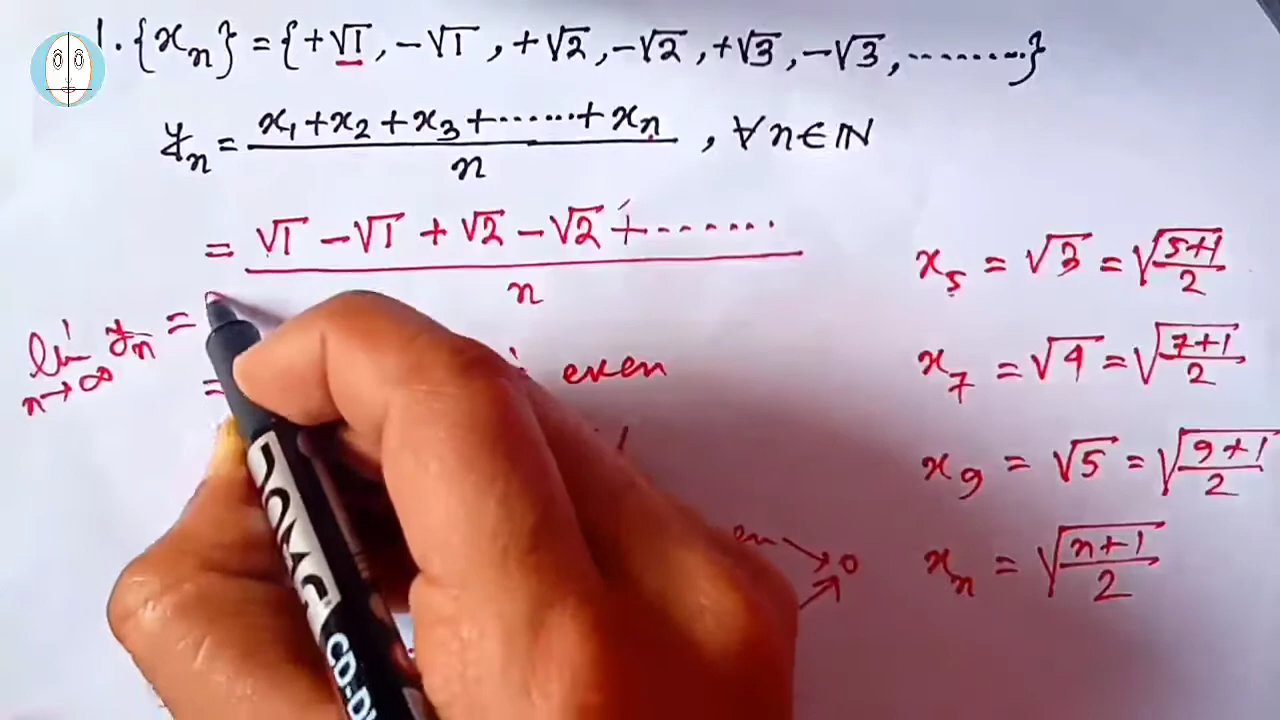 1. {xₙ} = {+√1, -√1, +√2, -√2, +√3, -√3, ..........}
yₙ = (x₁ + x₂ + x₃ + ...... + xₙ) / n , ∀ n ∈ ℕ
= (√1 - √1 + √2 - √2 + .......) / n
lim n→∞ yₙ =
= even
→ 0
x₅ = √3 = √((5+1)/2)
x₇ = √4 = √((7+1)/2)
x₉ = √5 = √((9+1)/2)
xₙ = √((n+1)/2)
CD-D